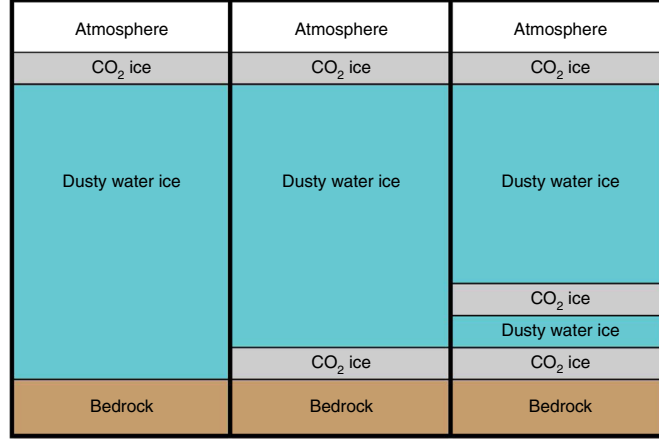 Atmosphere
CO₂ ice
Dusty water ice
Bedrock
Atmosphere
CO₂ ice
Dusty water ice
CO₂ ice
Bedrock
Atmosphere
CO₂ ice
Dusty water ice
CO₂ ice
Dusty water ice
CO₂ ice
Bedrock